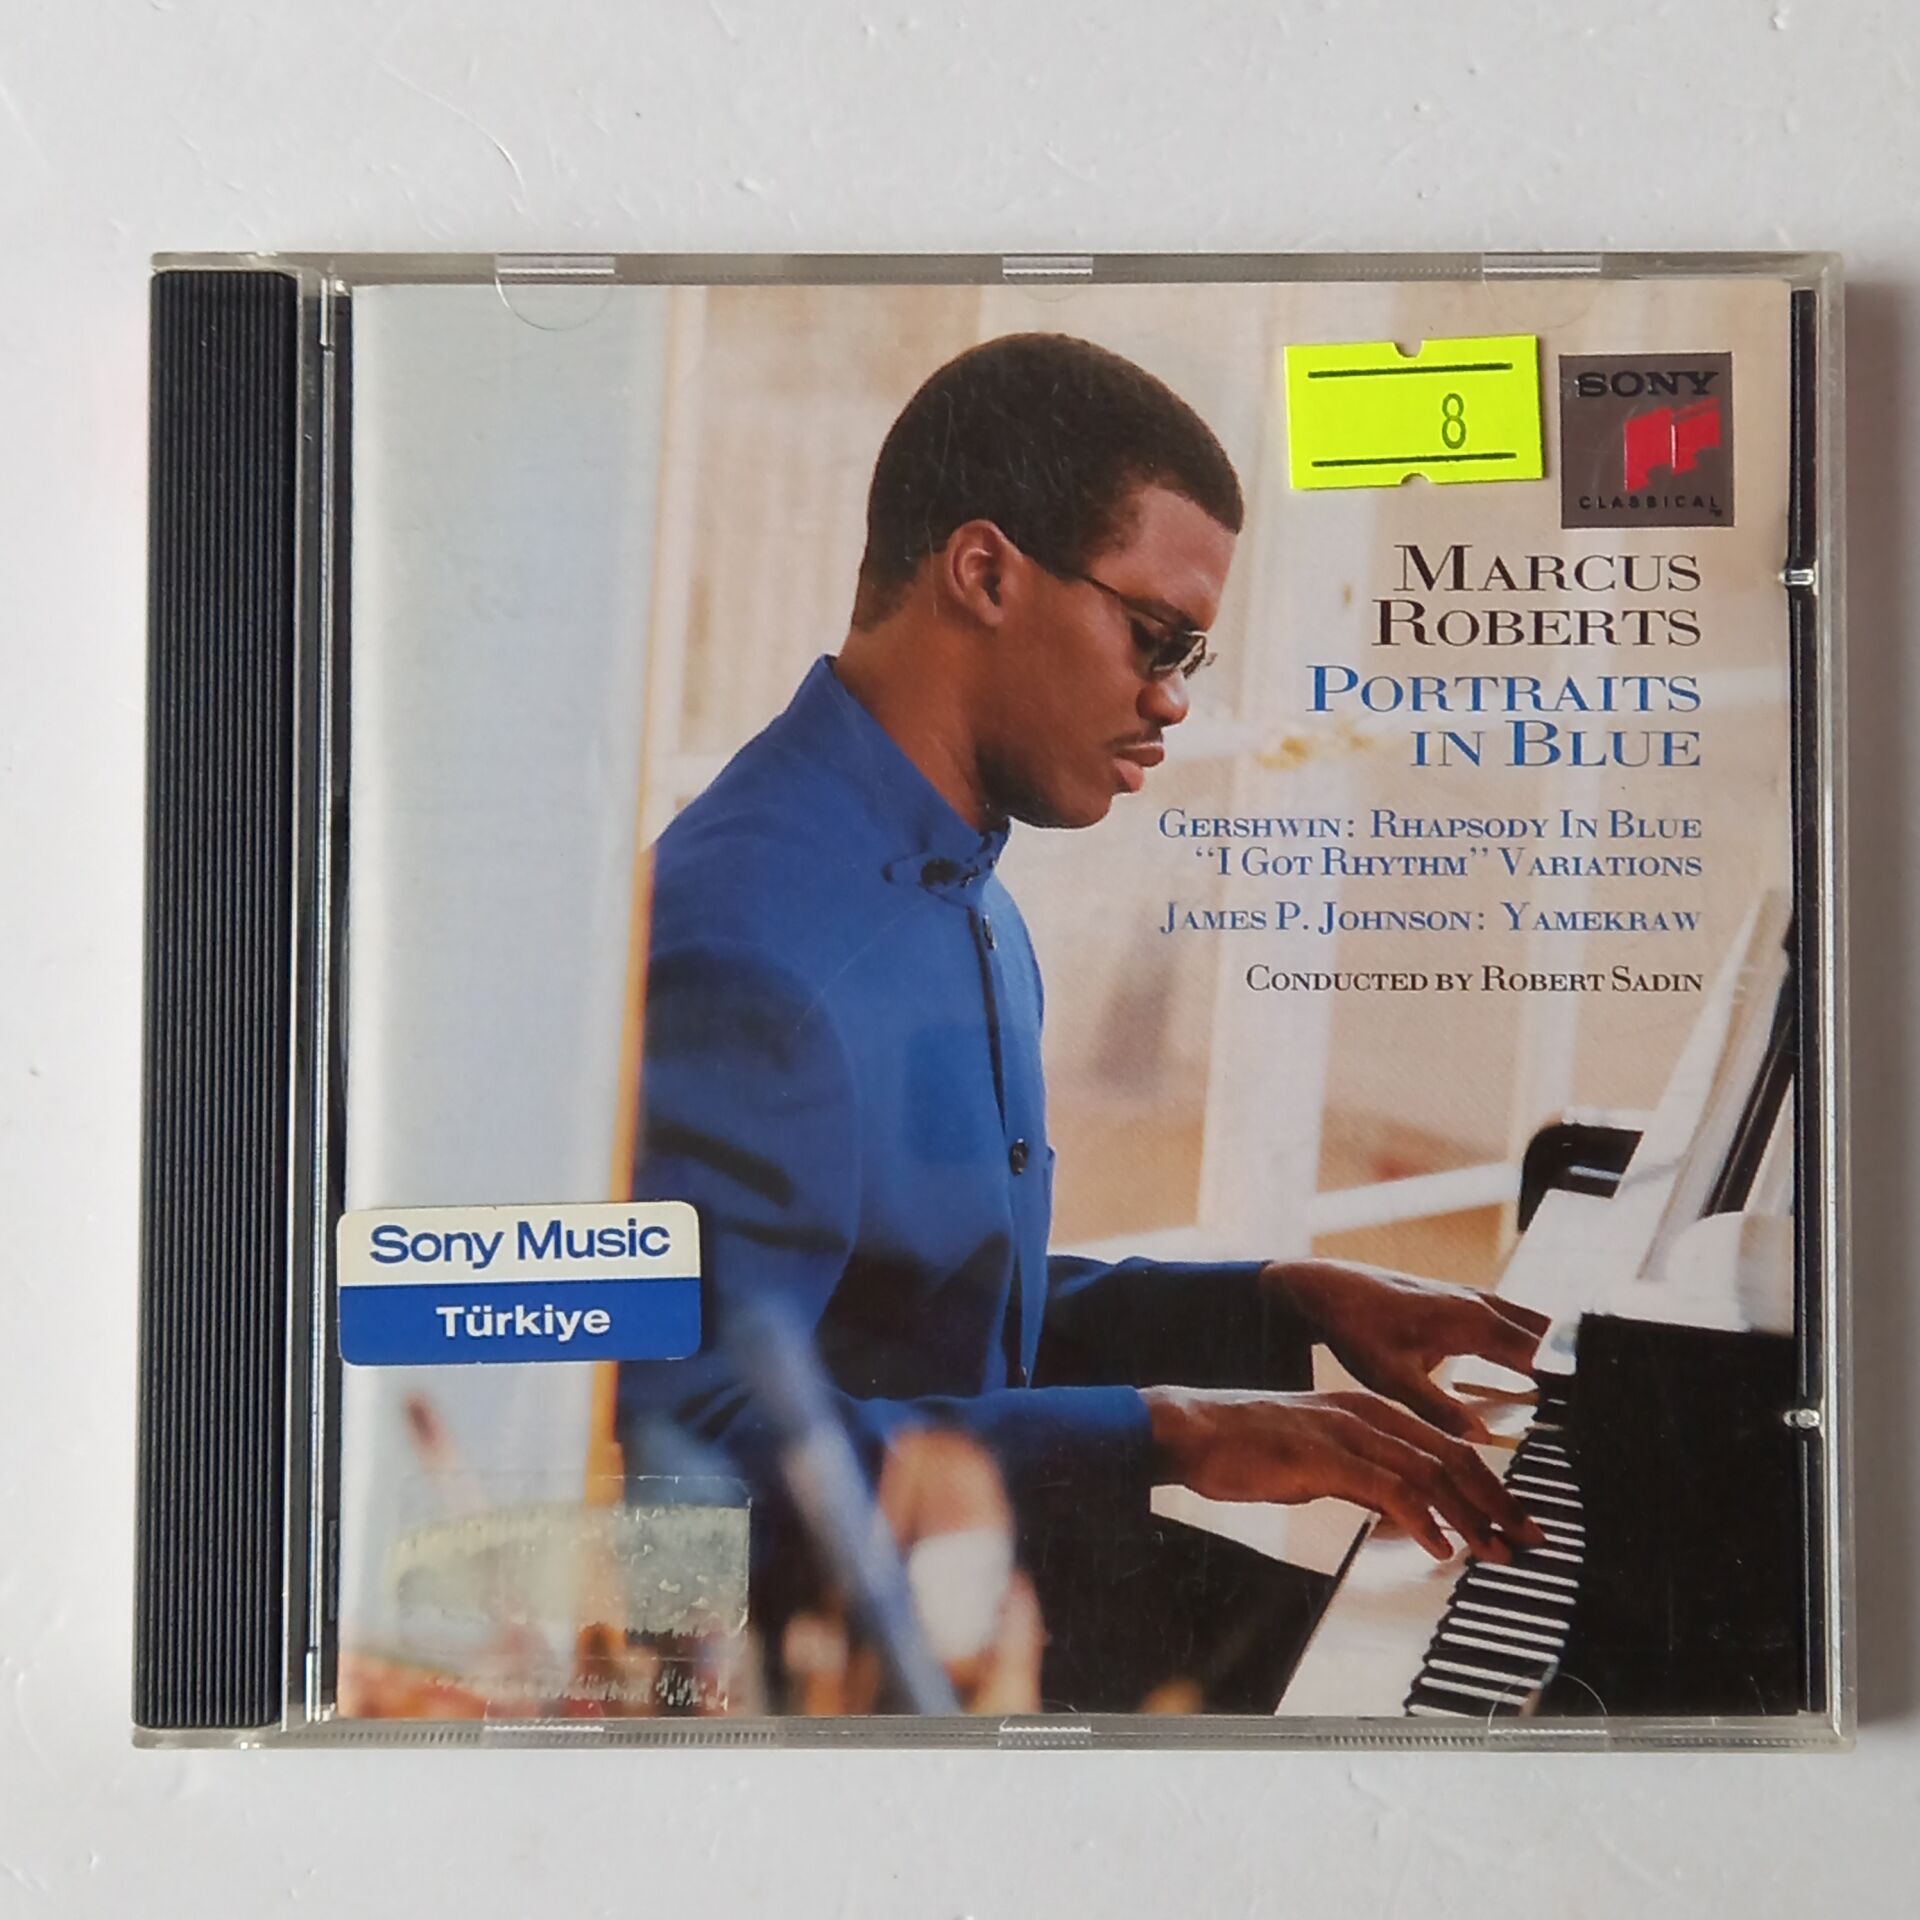 8
SONY
CLASSICAL
TM
MARCUS
ROBERTS
PORTRAITS
IN BLUE
GERSHWIN: RHAPSODY IN BLUE
"I GOT RHYTHM" VARIATIONS
JAMES P. JOHNSON: YAMEKRAW
CONDUCTED BY ROBERT SADIN
Sony Music
Türkiye